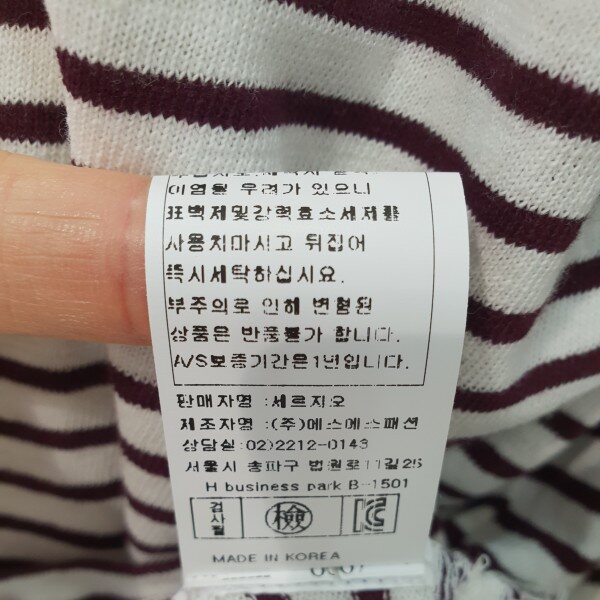 이염될 우려가 있으니
표백제및강력효소세제를
사용치마시고 뒤집어
즉시세탁하십시요.
부주의로 인해 변형된
상품은 반품불가 합니다.
A/S보증기간은1년입니다.
판매자명 :세르지오
제조자명 :(주)에스에스패션
상담실:02)2212-0143
서울시 송파구 법원로11길25
H business park B-1501
검사필 檢 KC
MADE IN KOREA